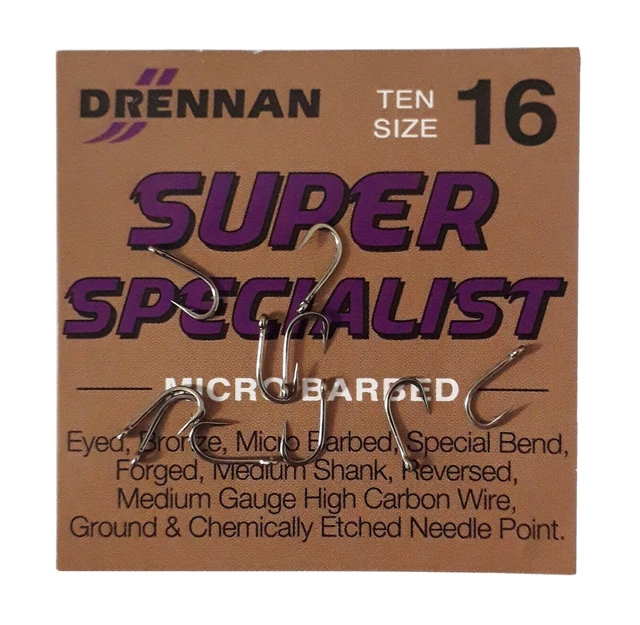 DRENNAN
TEN
SIZE 16
SUPER
SPECIALIST
MICRO BARBED
Eyed, Bronze, Micro Barbed, Special Bend,
Forged, Medium Shank, Reversed,
Medium Gauge High Carbon Wire,
Ground & Chemically Etched Needle Point.